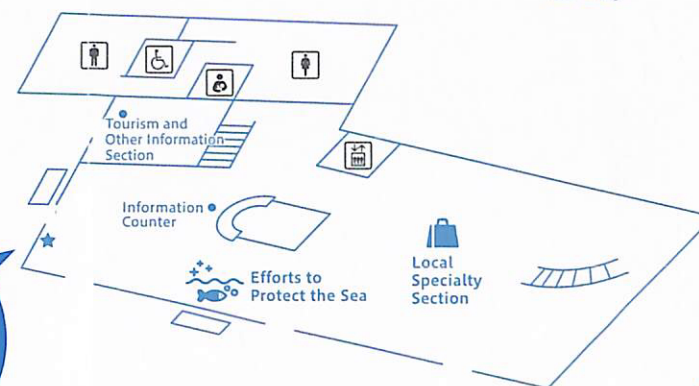 Tourism and
Other Information
Section
Information
Counter
Efforts to
Protect the Sea
Local
Specialty
Section